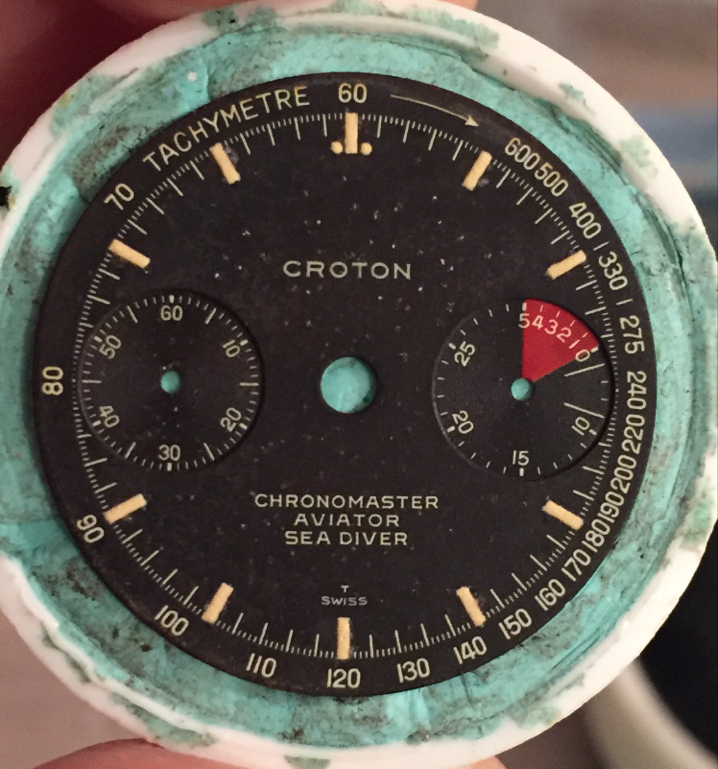 TACHYMETRE 60
600 500 400 330 275 240 220 200 190 180 170 160 150 140 130 120 110 100 90 80 70
CROTON
60 10 20 30 40 50
5 4 3 2 1 0 10 15 20 25
CHRONOMASTER
AVIATOR
SEA DIVER
T
SWISS